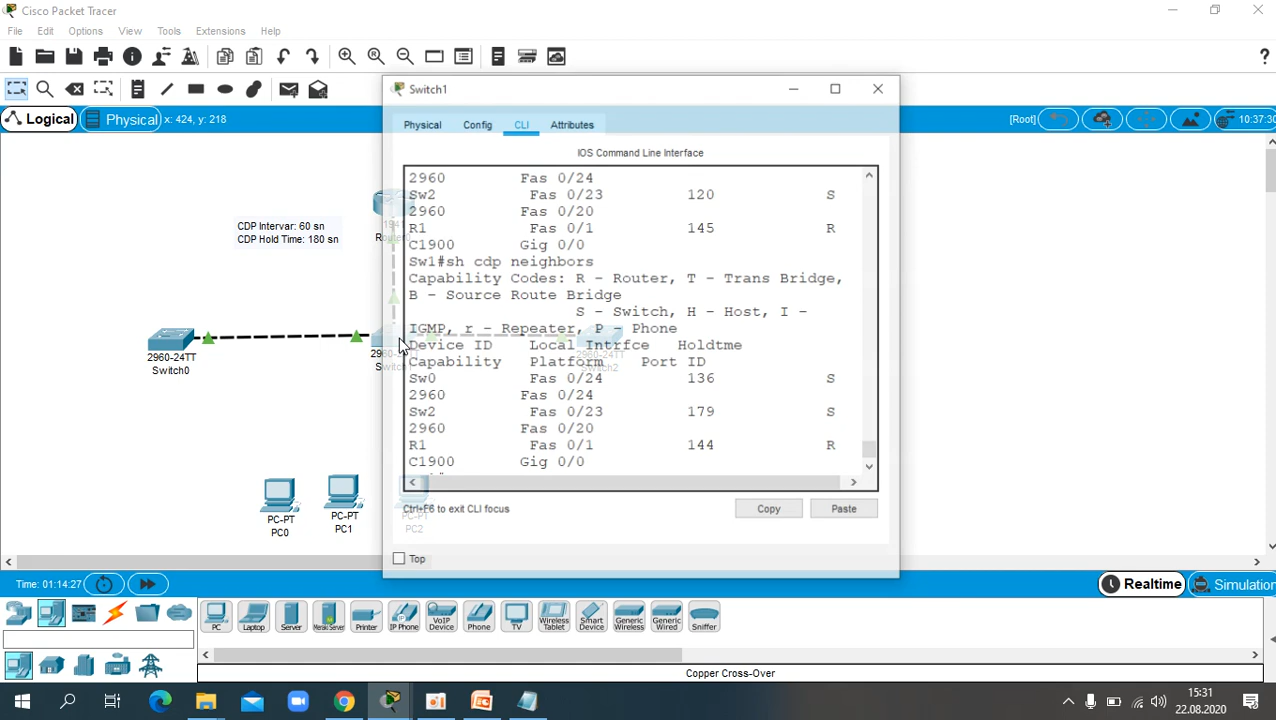 Cisco Packet Tracer
File Edit Options View Tools Extensions Help
?
Logical Physical x: 424, y: 218 [Root] 10:37:30
CDP Intervar: 60 sn
CDP Hold Time: 180 sn
2960-24TT
Switch0
Switch2
PC-PT
PC0
PC-PT
PC1
PC-PT
PC2
Switch1
Physical Config CLI Attributes
IOS Command Line Interface
2960 Fas 0/24
Sw2 Fas 0/23 120 S
2960 Fas 0/20
R1 Fas 0/1 145 R
C1900 Gig 0/0
Sw1#sh cdp neighbors
Capability Codes: R - Router, T - Trans Bridge,
B - Source Route Bridge
S - Switch, H - Host, I -
IGMP, r - Repeater, P - Phone
Device ID Local Intrfce Holdtme
Capability Platform Port ID
Sw0 Fas 0/24 136 S
2960 Fas 0/24
Sw2 Fas 0/23 179 S
2960 Fas 0/20
R1 Fas 0/1 144 R
C1900 Gig 0/0
Ctrl+F6 to exit CLI focus
Copy Paste
Top
Time: 01:14:27
Realtime Simulation
PC Laptop Server Meraki Server Printer IP Phone VoIP Device Phone TV Wireless Tablet Smart Device Generic Wireless Generic Wired Sniffer
Copper Cross-Over
15:31
22.08.2020